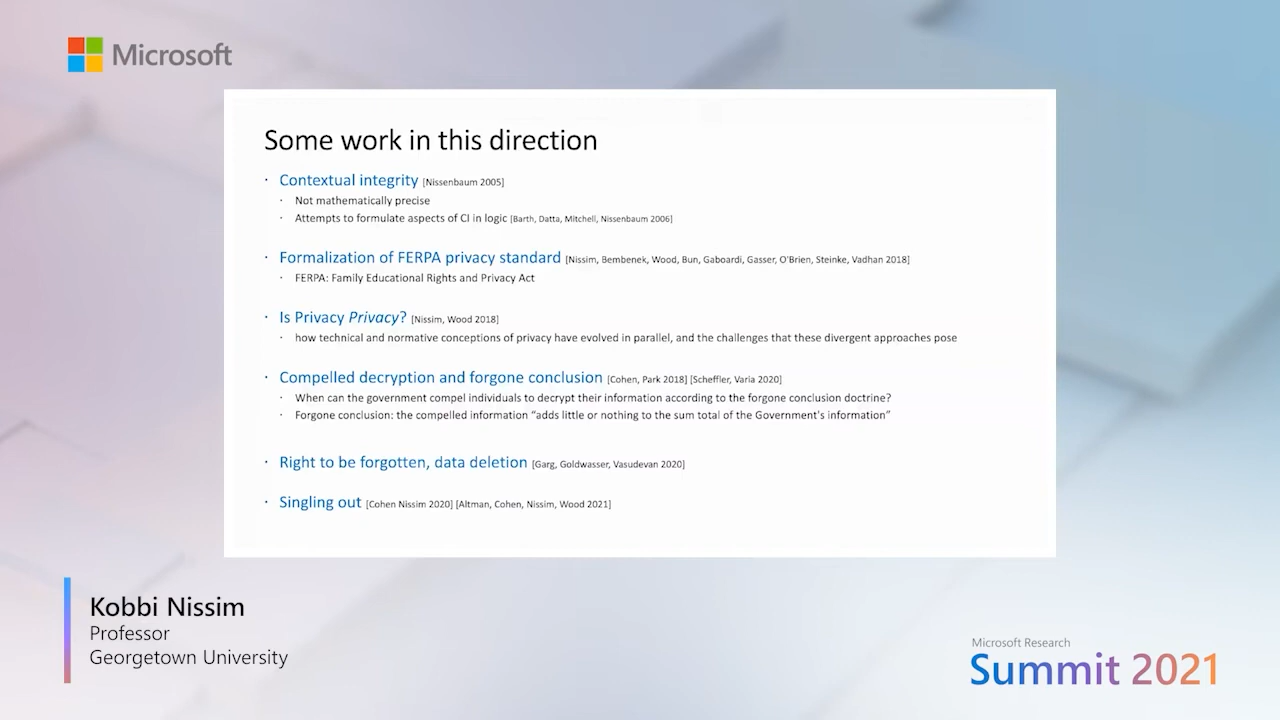 Microsoft
Some work in this direction
· Contextual integrity [Nissenbaum 2005]
· Not mathematically precise
· Attempts to formulate aspects of CI in logic [Barth, Datta, Mitchell, Nissenbaum 2006]
· Formalization of FERPA privacy standard [Nissim, Bembenek, Wood, Bun, Gaboardi, Gasser, O'Brien, Steinke, Vadhan 2018]
· FERPA: Family Educational Rights and Privacy Act
· Is Privacy Privacy? [Nissim, Wood 2018]
· how technical and normative conceptions of privacy have evolved in parallel, and the challenges that these divergent approaches pose
· Compelled decryption and forgone conclusion [Cohen, Park 2018] [Scheffler, Varia 2020]
· When can the government compel individuals to decrypt their information according to the forgone conclusion doctrine?
· Forgone conclusion: the compelled information “adds little or nothing to the sum total of the Government's information”
· Right to be forgotten, data deletion [Garg, Goldwasser, Vasudevan 2020]
· Singling out [Cohen Nissim 2020] [Altman, Cohen, Nissim, Wood 2021]
Kobbi Nissim
Professor
Georgetown University
Microsoft Research
Summit 2021